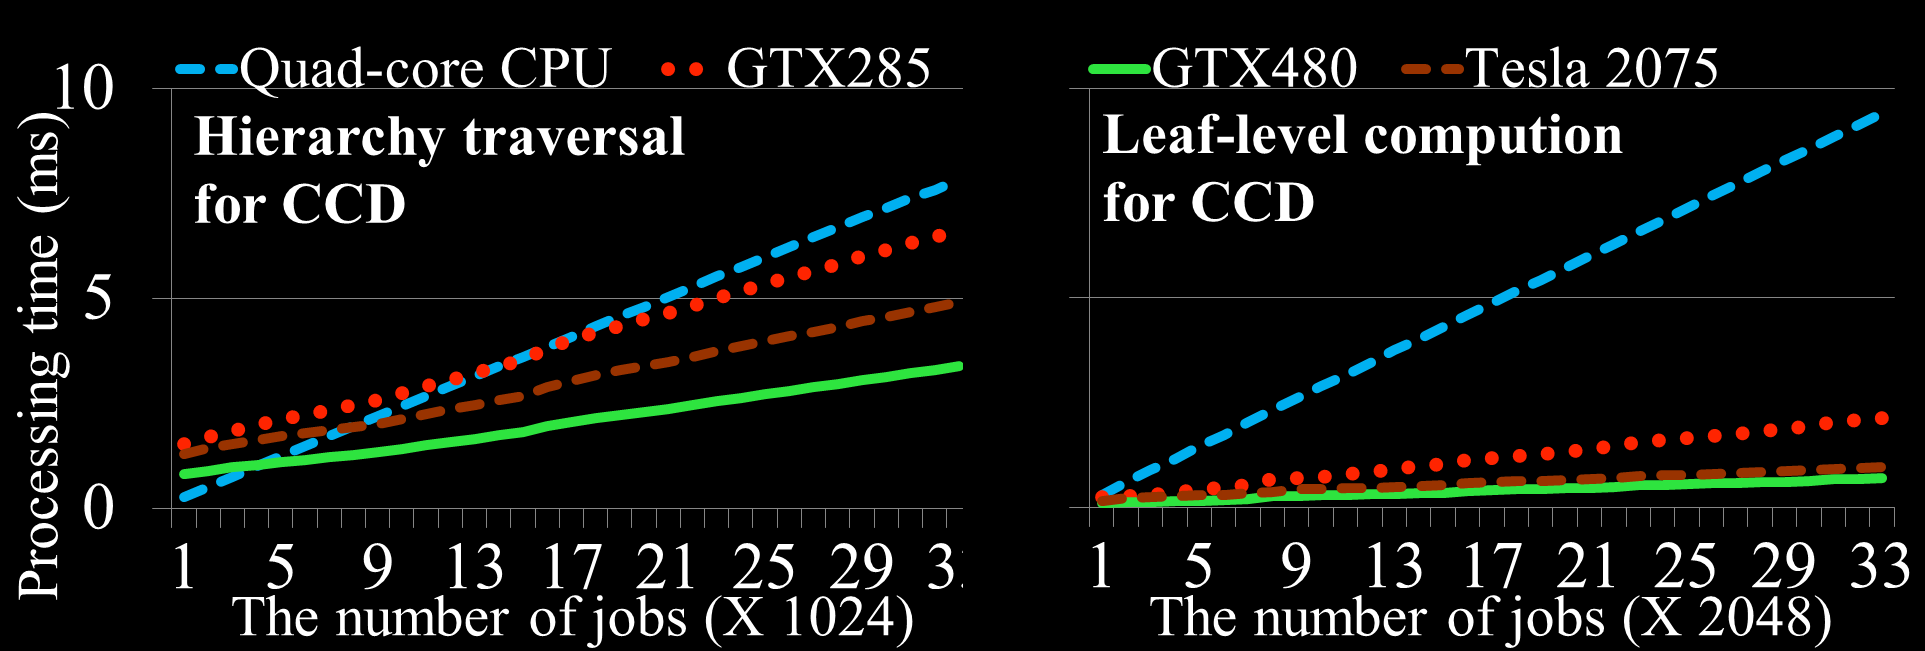 Quad-core CPU GTX285 GTX480 Tesla 2075
Processing time (ms)
10
5
0
Hierarchy traversal
for CCD
1 5 9 13 17 21 25 29
The number of jobs (X 1024)
Leaf-level compution
for CCD
1 5 9 13 17 21 25 29 33
The number of jobs (X 2048)